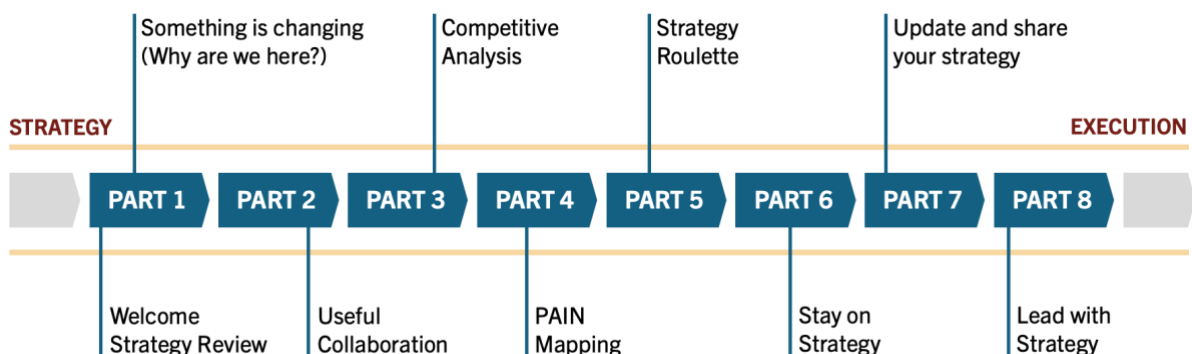 Something is changing
(Why are we here?)
Competitive
Analysis
Strategy
Roulette
Update and share
your strategy
STRATEGY
EXECUTION
PART 1
PART 2
PART 3
PART 4
PART 5
PART 6
PART 7
PART 8
Welcome
Strategy Review
Useful
Collaboration
PAIN
Mapping
Stay on
Strategy
Lead with
Strategy